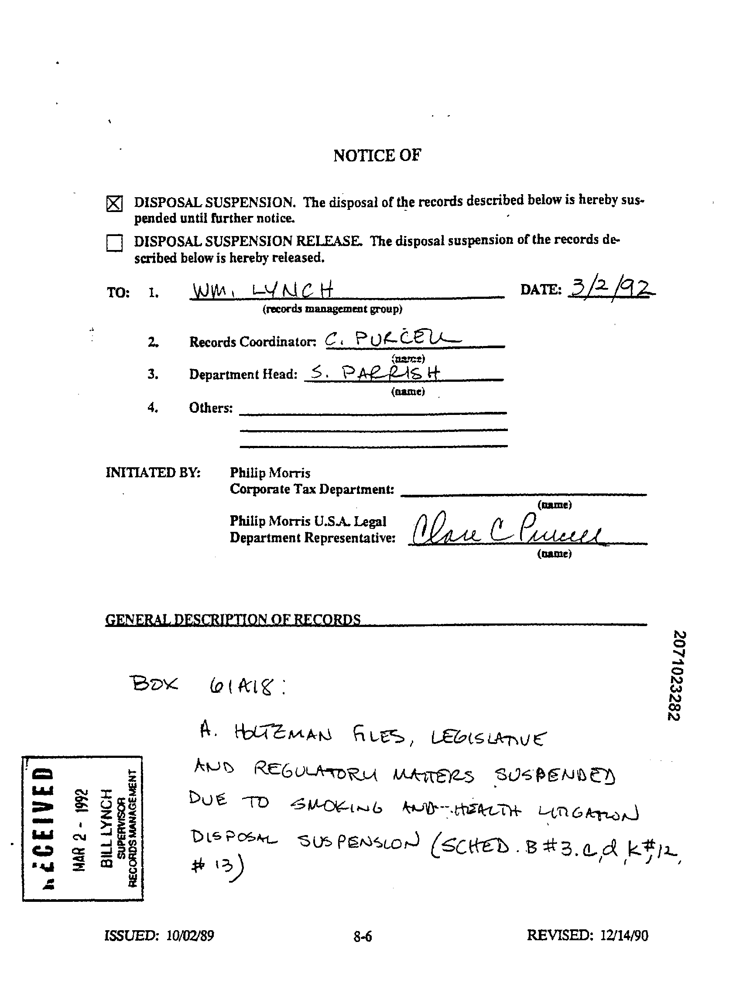 NOTICE OF
☒ DISPOSAL SUSPENSION. The disposal of the records described below is hereby sus-
pended until further notice.
☐ DISPOSAL SUSPENSION RELEASE. The disposal suspension of the records de-
scribed below is hereby released.
TO: 1. WM. LYNCH DATE: 3/2/92
(records management group)
2. Records Coordinator: C. PURCELL
(name)
3. Department Head: S. PARRISH
(name)
4. Others:
INITIATED BY: Philip Morris
Corporate Tax Department:
(name)
Philip Morris U.S.A. Legal
Department Representative: Clare C Purcell
(name)
GENERAL DESCRIPTION OF RECORDS
BOX 61A18:
A. HOLTZMAN FILES, LEGISLATIVE
AND REGULATORY MATTERS SUSPENDED
DUE TO SMOKING AND HEALTH LITIGATION
DISPOSAL SUSPENSION (SCHED. B #3. c, d, k #12,
#13)
RECEIVED
MAR 2 - 1992
BILL LYNCH
SUPERVISOR
RECORDS MANAGEMENT
2071023282
ISSUED: 10/02/89 8-6 REVISED: 12/14/90